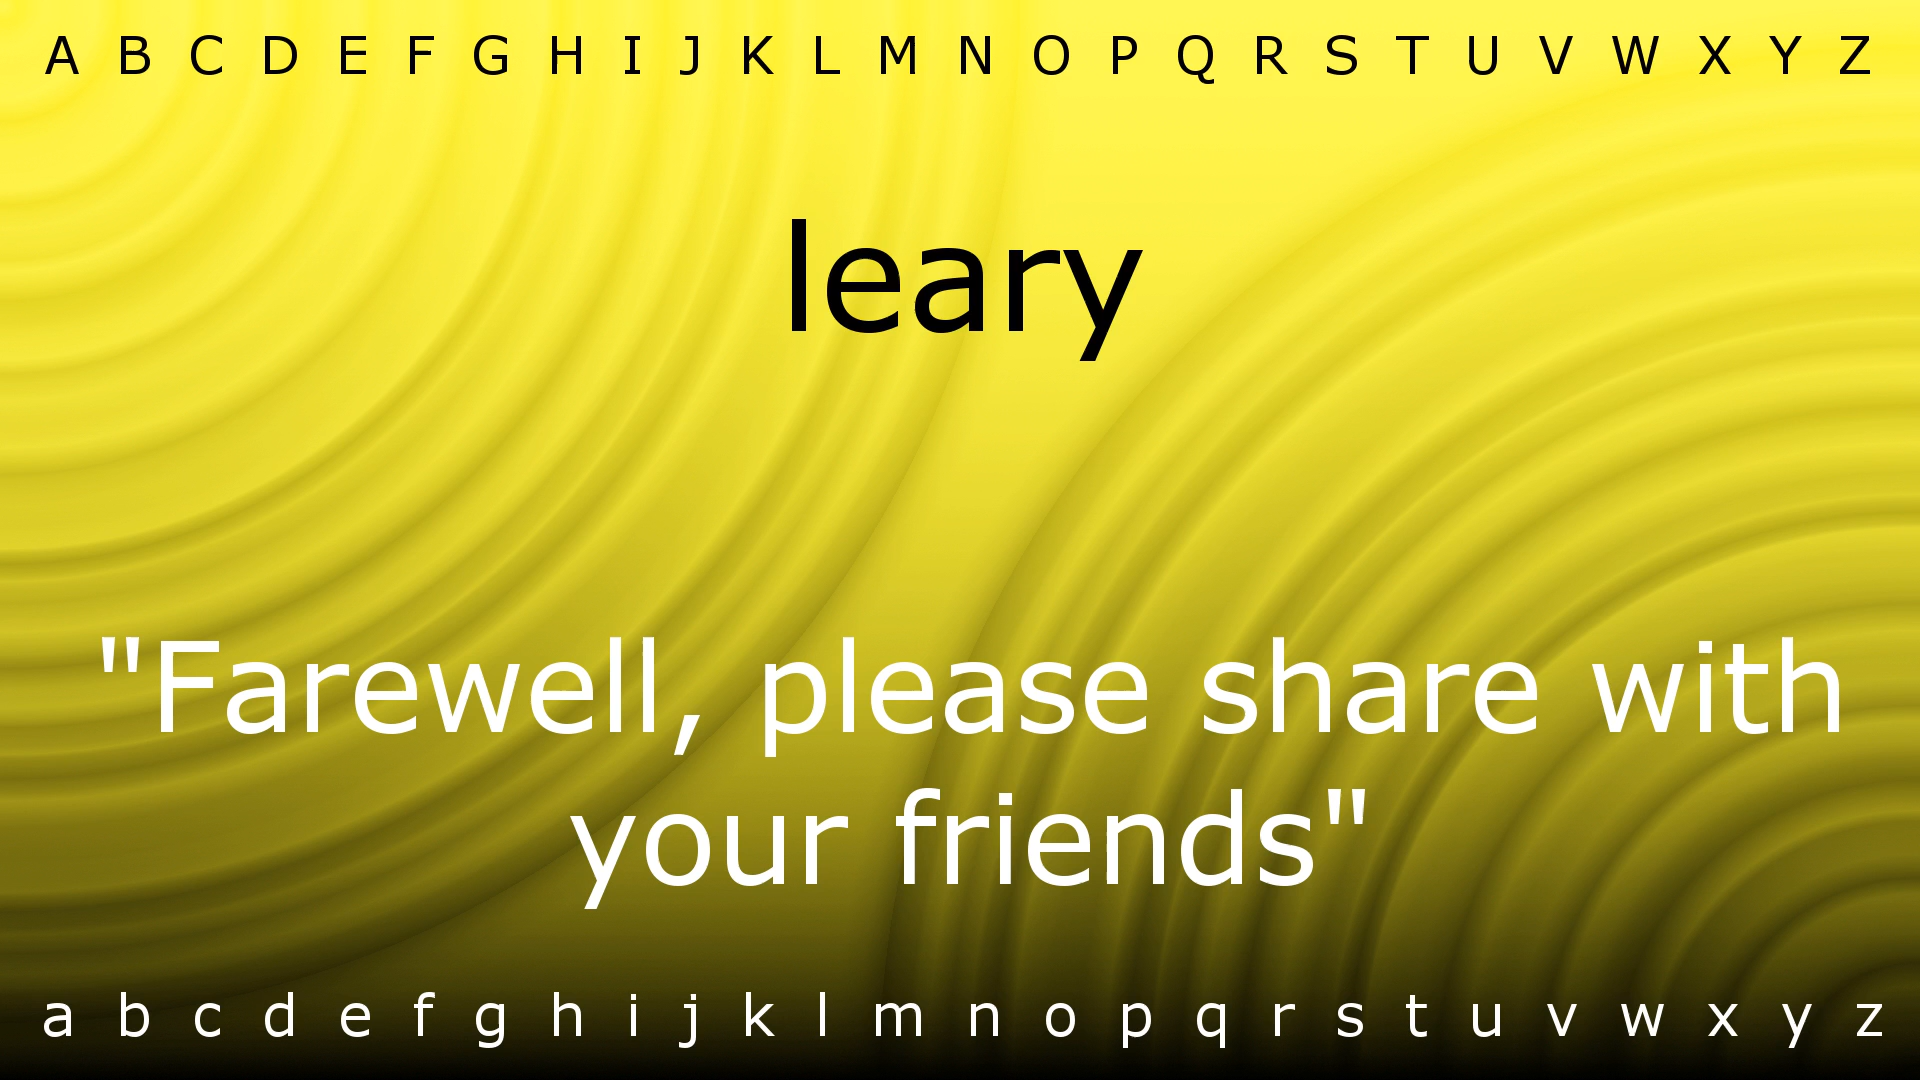 A B C D E F G H I J K L M N O P Q R S T U V W X Y Z
leary
"Farewell, please share with
your friends"
a b c d e f g h i j k l m n o p q r s t u v w x y z